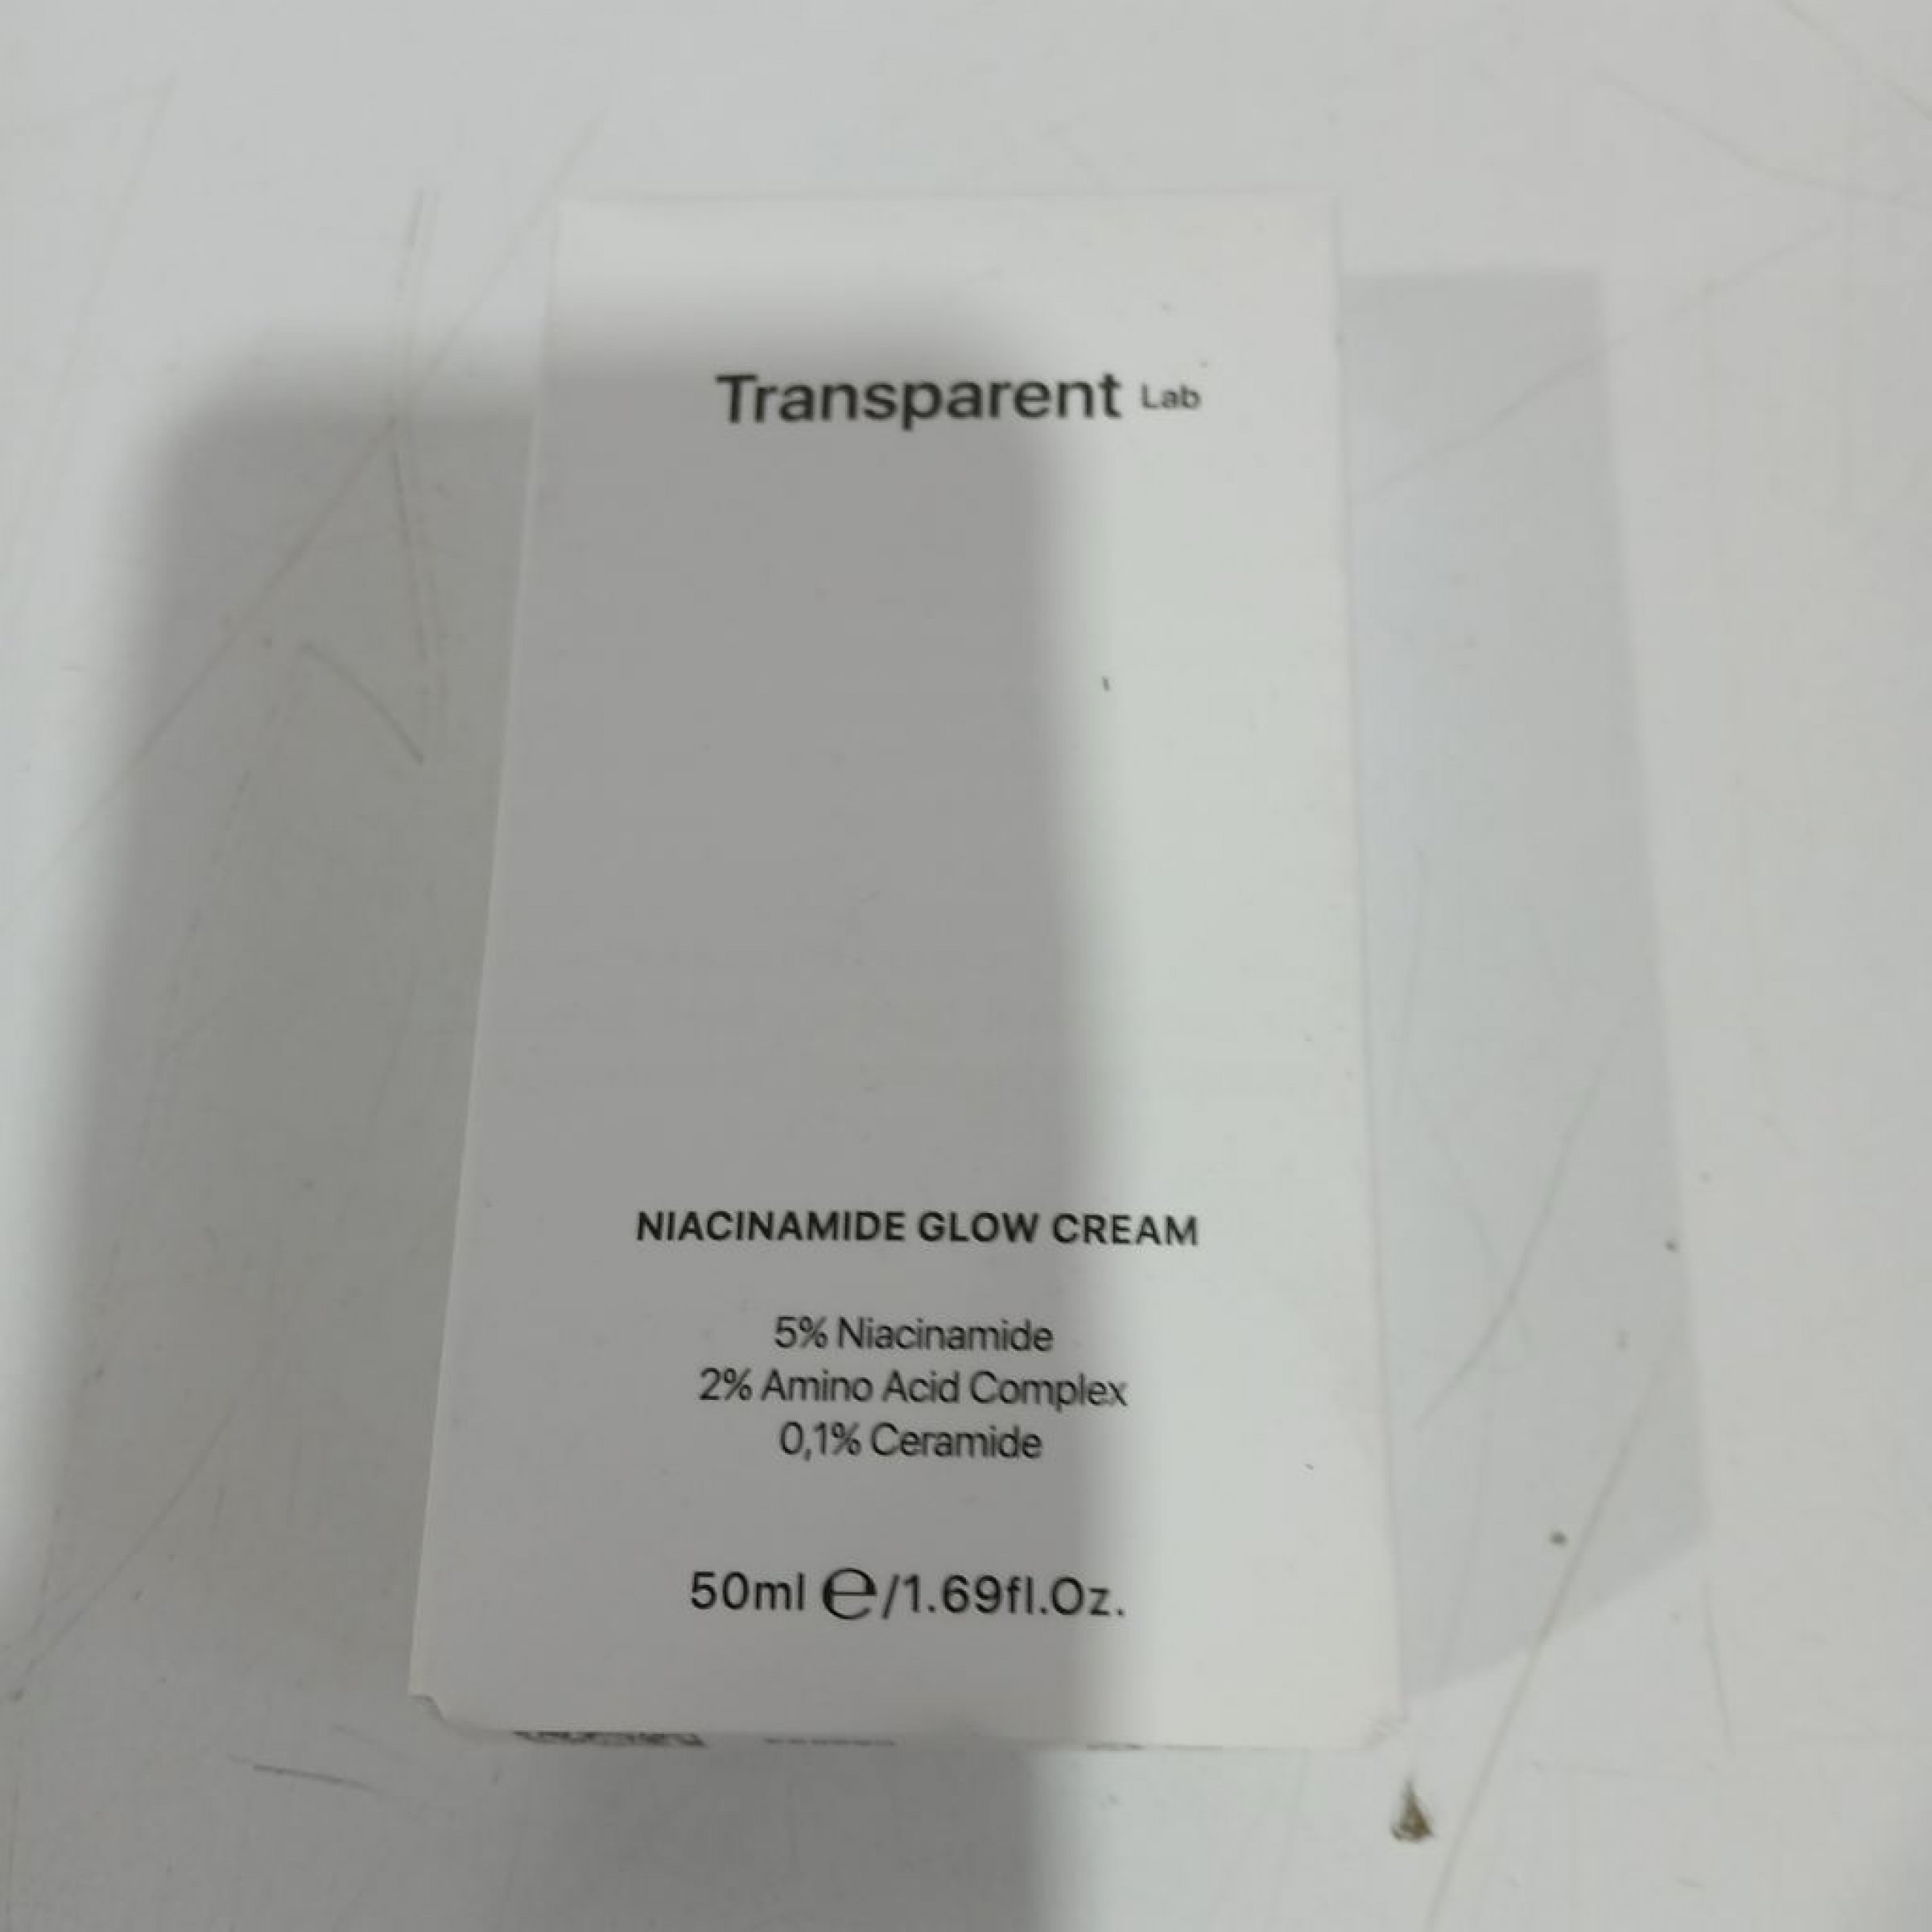 Transparent Lab
NIACINAMIDE GLOW CREAM
5% Niacinamide
2% Amino Acid Complex
0,1% Ceramide
50ml ℮/1.69fl.Oz.